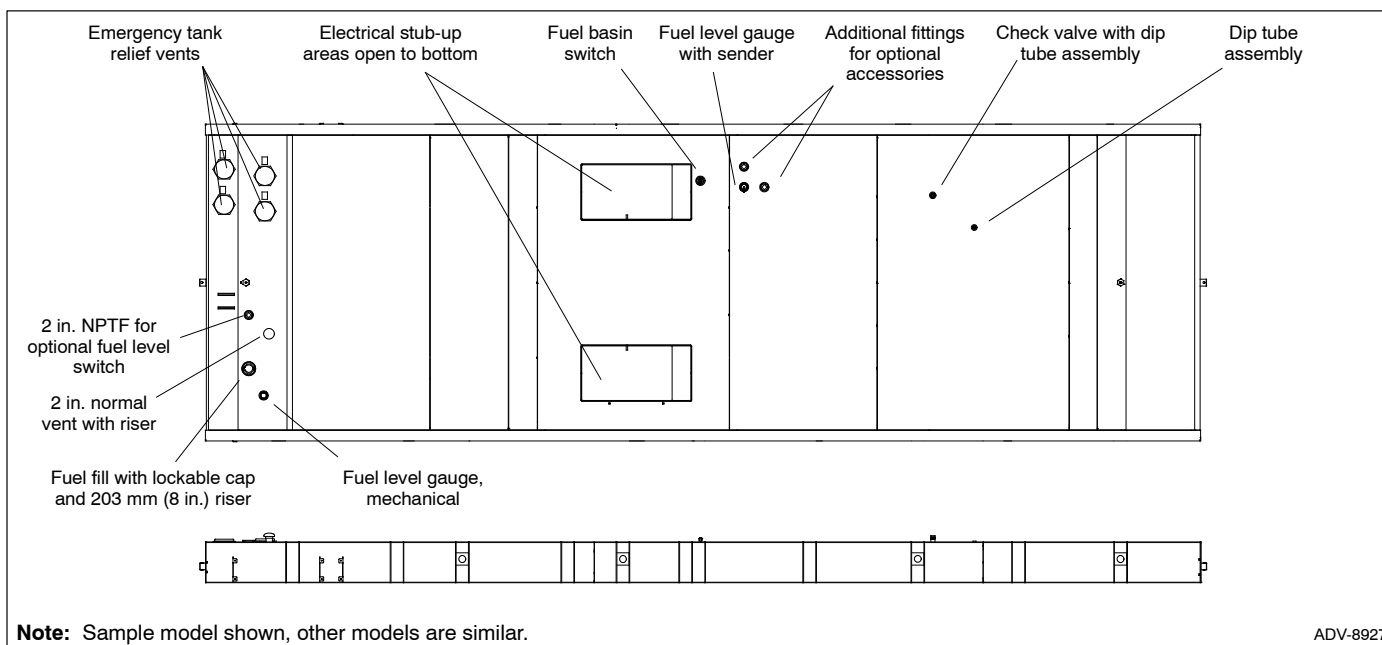 Emergency tank
relief vents
Electrical stub-up
areas open to bottom
Fuel basin
switch
Fuel level gauge
with sender
Additional fittings
for optional
accessories
Check valve with dip
tube assembly
Dip tube
assembly
2 in. NPTF for
optional fuel level
switch
2 in. normal
vent with riser
Fuel fill with lockable cap
and 203 mm (8 in.) riser
Fuel level gauge,
mechanical
Note: Sample model shown, other models are similar.
ADV-8927